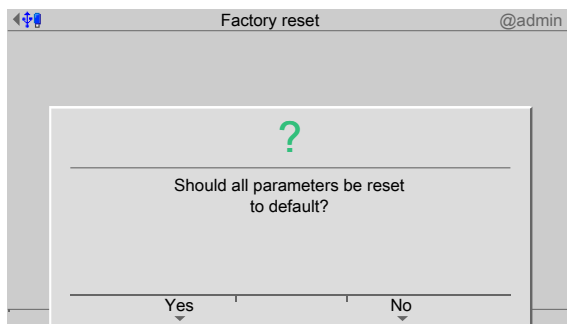 Factory reset
@admin
?
Should all parameters be reset
to default?
Yes
No